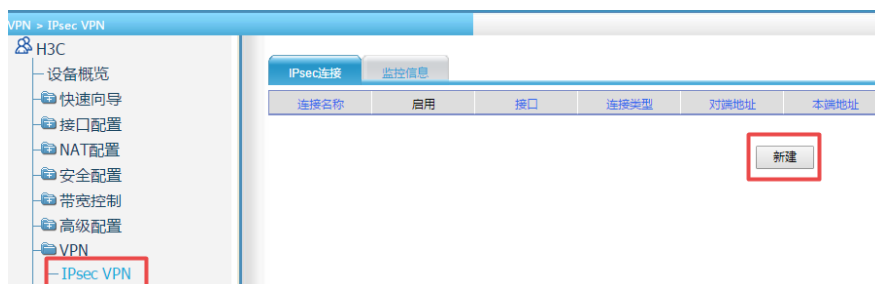 VPN > IPsec VPN
H3C
设备概览
快速向导
接口配置
NAT配置
安全配置
带宽控制
高级配置
VPN
IPsec VPN
IPsec连接 监控信息
连接名称 启用 接口 连接类型 对端地址 本端地址
新建